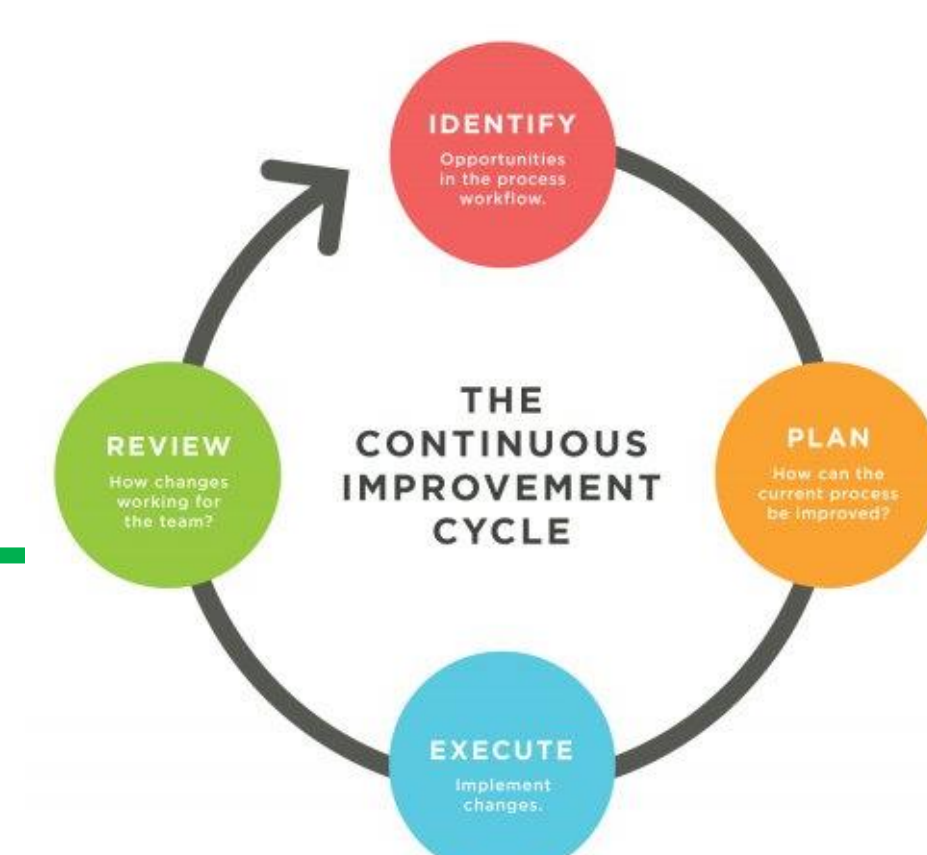 IDENTIFY
Opportunities
in the process
workflow.
THE
CONTINUOUS
IMPROVEMENT
CYCLE
PLAN
How can the
current process
be improved?
REVIEW
How changes
working for
the team?
EXECUTE
Implement
changes.